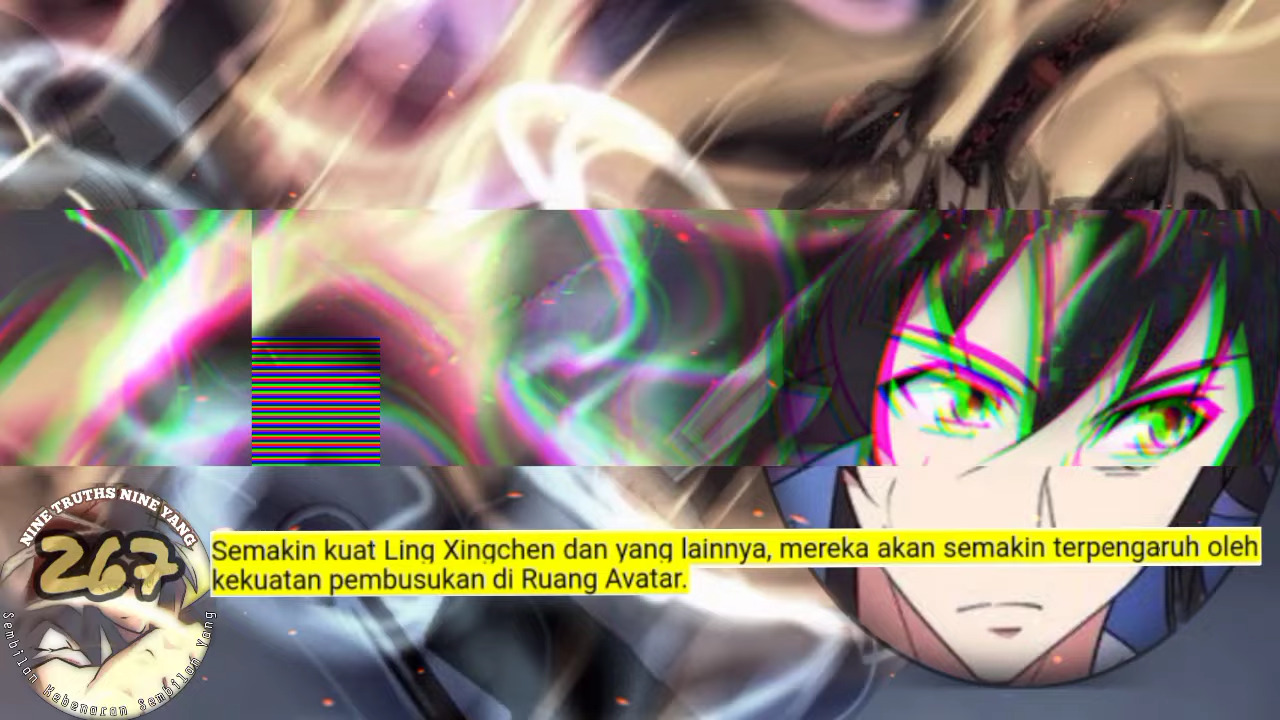 NINE TRUTHS NINE YANG
267
Semakin kuat Ling Xingchen dan yang lainnya, mereka akan semakin terpengaruh oleh
kekuatan pembusukan di Ruang Avatar.
Sembilan Kebenaran Sembilan Yang